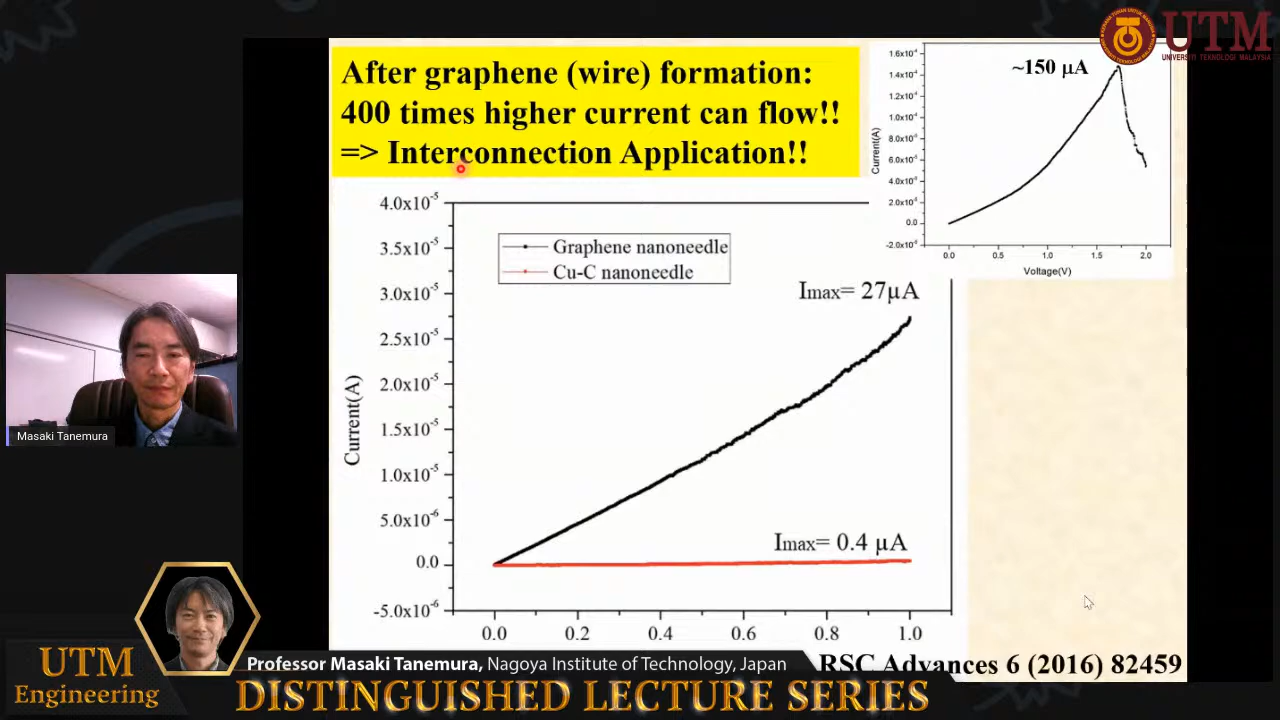 After graphene (wire) formation:
400 times higher current can flow!!
=> Interconnection Application!!
UTM
UNIVERSITI TEKNOLOGI MALAYSIA
~150 µA
1.6x10⁻⁴
1.4x10⁻⁴
1.2x10⁻⁴
1.0x10⁻⁴
8.0x10⁻⁵
6.0x10⁻⁵
4.0x10⁻⁵
2.0x10⁻⁵
0.0
-2.0x10⁻⁵
Current(A)
0.0 0.5 1.0 1.5 2.0
Voltage(V)
4.0x10⁻⁵
3.5x10⁻⁵
3.0x10⁻⁵
2.5x10⁻⁵
2.0x10⁻⁵
1.5x10⁻⁵
1.0x10⁻⁵
5.0x10⁻⁶
0.0
-5.0x10⁻⁶
Current(A)
Graphene nanoneedle
Cu-C nanoneedle
Imax= 27µA
Imax= 0.4 µA
0.0 0.2 0.4 0.6 0.8 1.0
RSC Advances 6 (2016) 82459
Masaki Tanemura
UTM
Engineering
Professor Masaki Tanemura, Nagoya Institute of Technology, Japan
DISTINGUISHED LECTURE SERIES